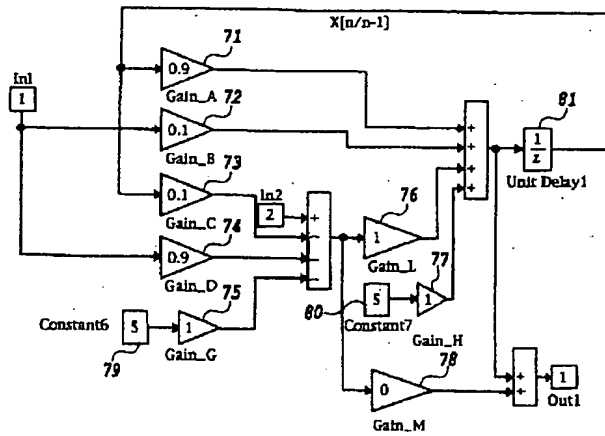 X[n/n-1]
71
In1
1
0.9
Gain_A
72
0.1
Gain_B
73
0.1
Gain_C
In2
2
74
0.9
Gain_D
75
Constant6
5
79
1
Gain_G
+
−
−
−
76
1
Gain_L
80
5
Constant7
77
1
Gain_H
78
0
Gain_M
+
+
+
+
81
1
z
Unit Delay1
+
+
1
Out1